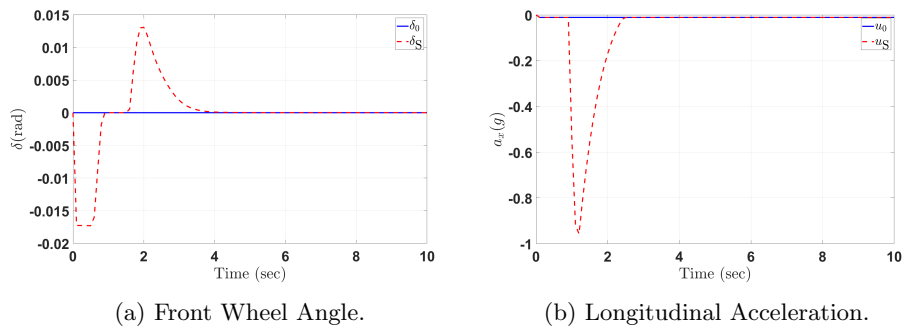 0.015
0.01
0.005
0
-0.005
-0.01
-0.015
-0.02
δ(rad)
0 2 4 6 8 10
Time (sec)
δ₀
δS
(a) Front Wheel Angle.
0
-0.2
-0.4
-0.6
-0.8
-1
aₓ(g)
0 2 4 6 8 10
Time (sec)
u₀
uS
(b) Longitudinal Acceleration.